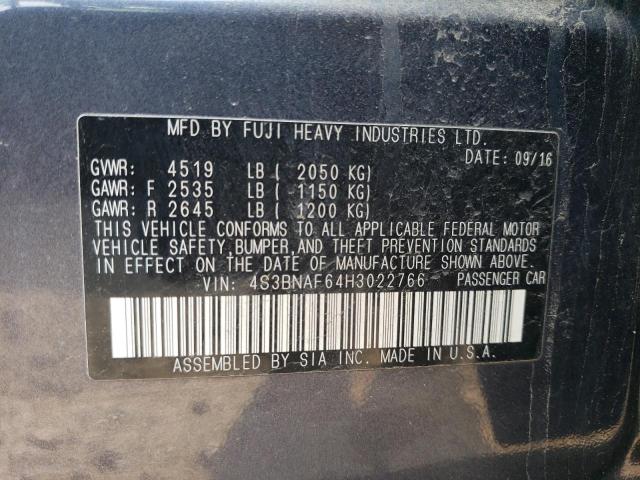 MFD BY FUJI HEAVY INDUSTRIES LTD.
DATE: 09/16
GVWR: 4519 LB ( 2050 KG)
GAWR: F 2535 LB ( 1150 KG)
GAWR: R 2645 LB ( 1200 KG)
THIS VEHICLE CONFORMS TO ALL APPLICABLE FEDERAL MOTOR
VEHICLE SAFETY, BUMPER, AND THEFT PREVENTION STANDARDS
IN EFFECT ON THE DATE OF MANUFACTURE SHOWN ABOVE.
VIN: 4S3BNAF64H3022766 PASSENGER CAR
ASSEMBLED BY SIA INC. MADE IN U.S.A.